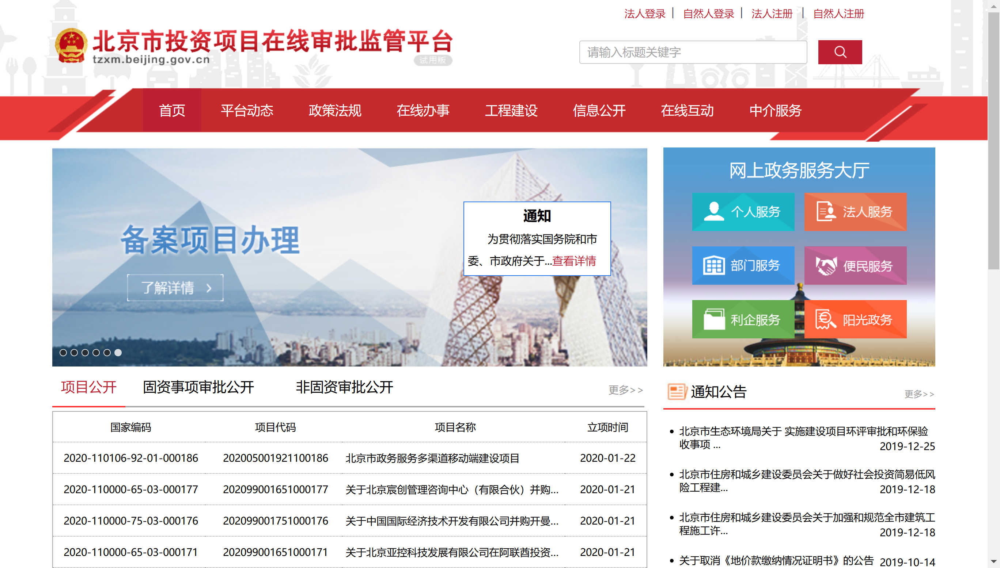 法人登录 | 自然人登录 | 法人注册 | 自然人注册
北京市投资项目在线审批监管平台
tzxm.beijing.gov.cn
试用版
请输入标题关键字
首页 平台动态 政策法规 在线办事 工程建设 信息公开 在线互动 中介服务
备案项目办理
了解详情 >
通知
为贯彻落实国务院和市
委、市政府关于...查看详情
网上政务服务大厅
个人服务 法人服务
部门服务 便民服务
利企服务 阳光政务
项目公开 固资事项审批公开 非固资审批公开 更多>>
国家编码 项目代码 项目名称 立项时间
2020-110106-92-01-000186 202005001921100186 北京市政务服务多渠道移动端建设项目 2020-01-22
2020-110000-65-03-000177 202099001651000177 关于北京宸创管理咨询中心（有限合伙）并购... 2020-01-21
2020-110000-75-03-000176 202099001751000176 关于中国国际经济技术开发有限公司并购开曼... 2020-01-21
2020-110000-65-03-000171 202099001651000171 关于北京亚控科技发展有限公司在阿联酋投资... 2020-01-21
通知公告 更多>>
北京市生态环境局关于 实施建设项目环评审批和环保验
收事项 ... 2019-12-25
北京市住房和城乡建设委员会关于做好社会投资简易低风
险工程建... 2019-12-18
北京市住房和城乡建设委员会关于加强和规范全市建筑工
程施工许... 2019-12-18
关于取消《地价款缴纳情况证明书》的公告 2019-10-14